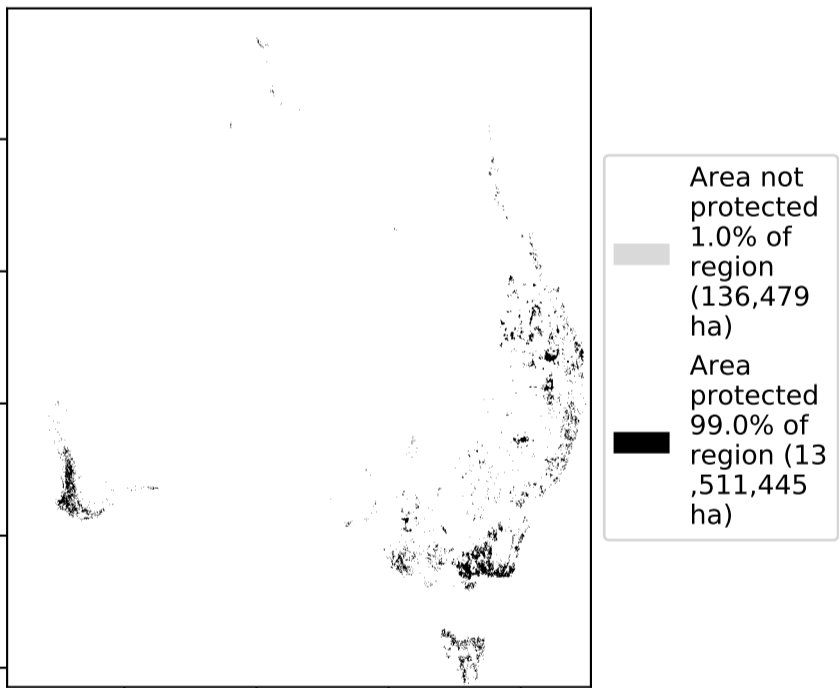 Area not
protected
1.0% of
region
(136,479
ha)
Area
protected
99.0% of
region (13
,511,445
ha)